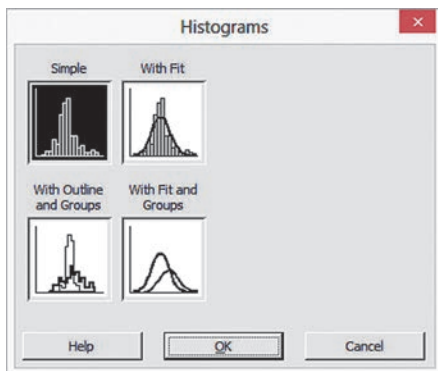 Histograms
Simple
With Fit
With Outline
and Groups
With Fit and
Groups
Help
OK
Cancel